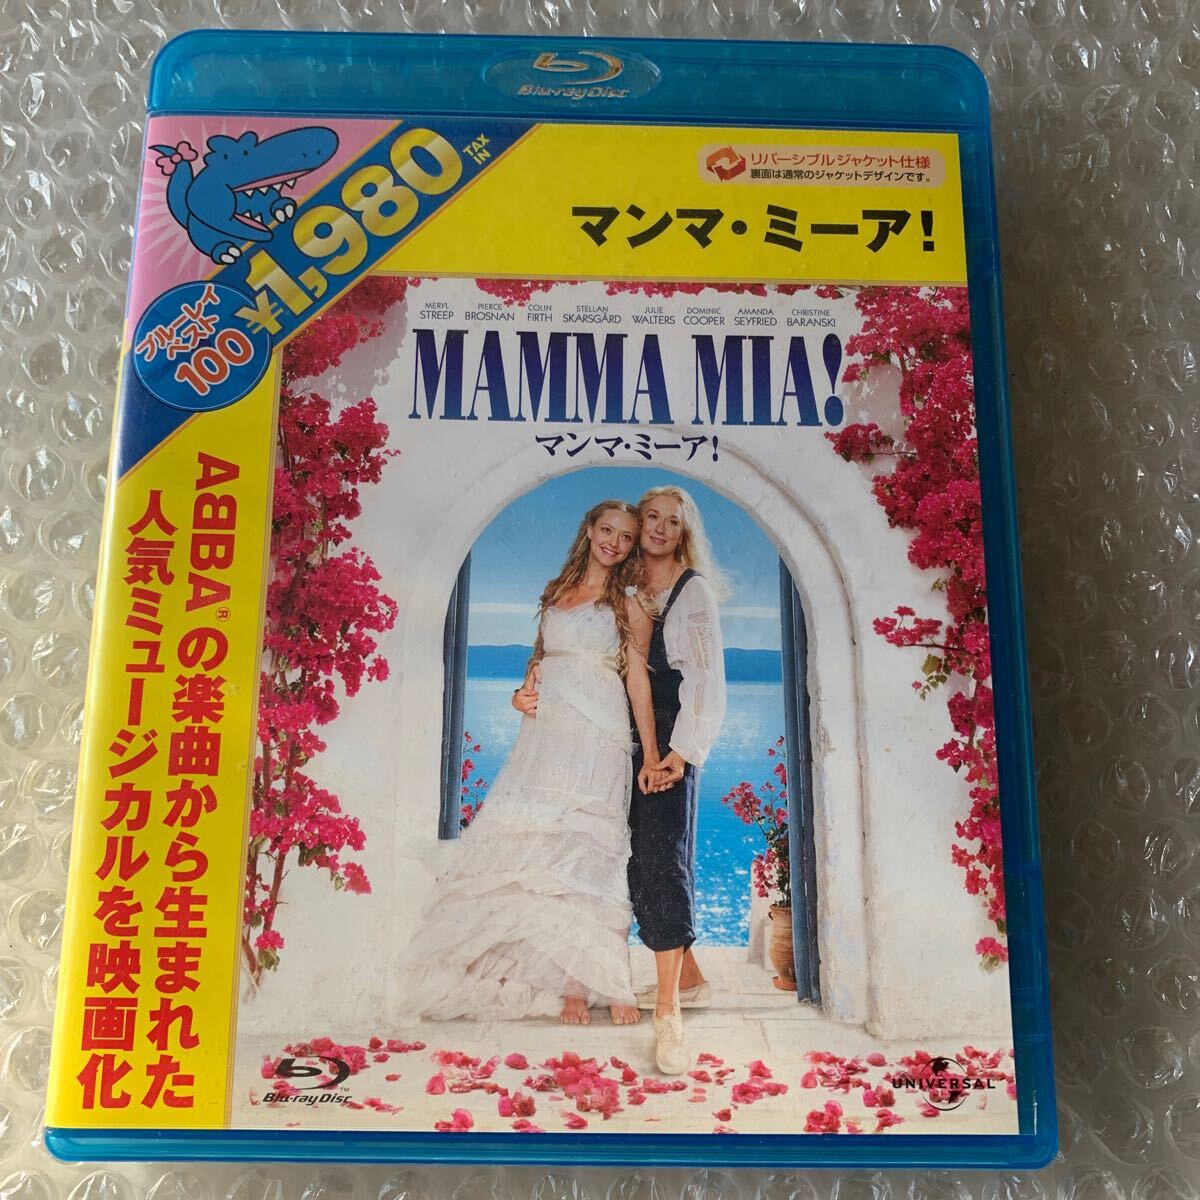 Blu-ray Disc
¥1,980
TAX
IN
ブルーレイ
ベスト
100
リバーシブルジャケット仕様
裏面は通常のジャケットデザインです。
マンマ・ミーア!
MERYL
STREEP
PIERCE
BROSNAN
COLIN
FIRTH
STELLAN
SKARSGÅRD
JULIE
WALTERS
DOMINIC
COOPER
AMANDA
SEYFRIED
CHRISTINE
BARANSKI
MAMMA MIA!
マンマ・ミーア!
ABBA®の楽曲から生まれた
人気ミュージカルを映画化
Blu-ray Disc™
UNIVERSAL